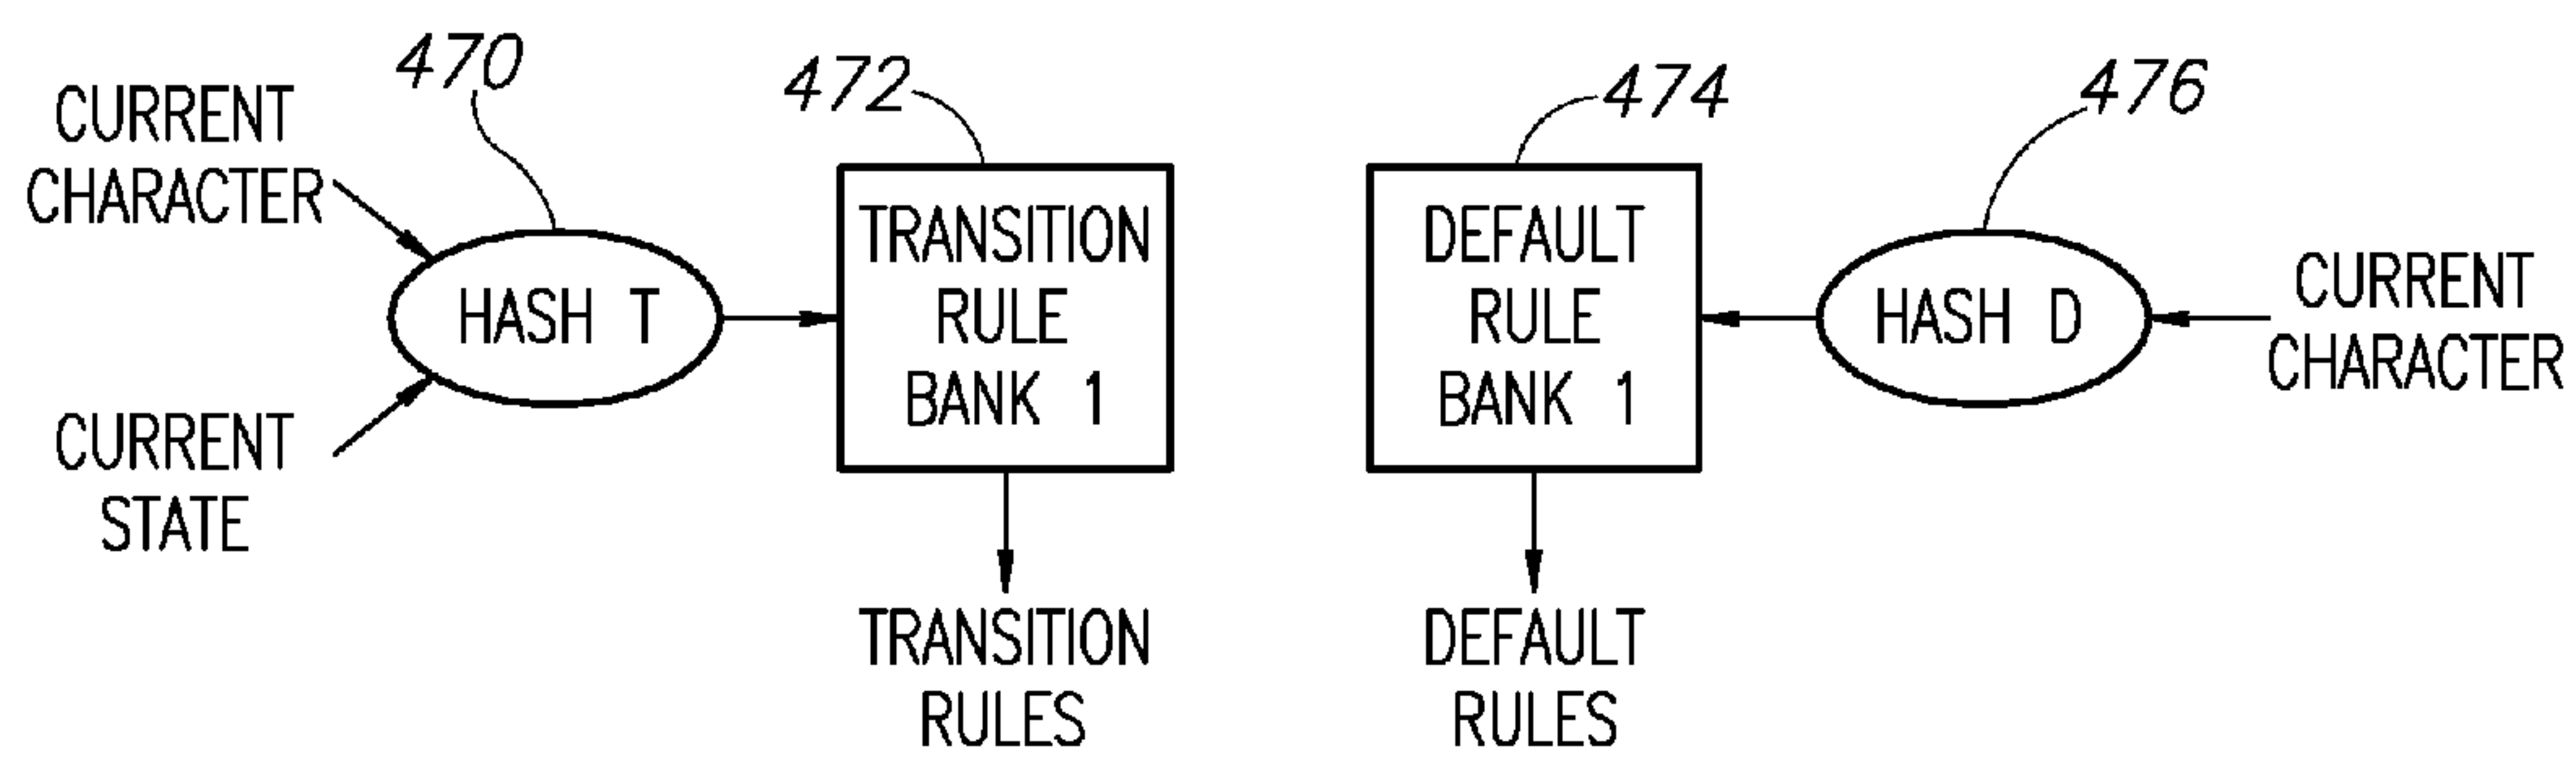 470
472
474
476
CURRENT
CHARACTER
HASH T
CURRENT
STATE
TRANSITION
RULE
BANK 1
TRANSITION
RULES
DEFAULT
RULE
BANK 1
DEFAULT
RULES
HASH D
CURRENT
CHARACTER